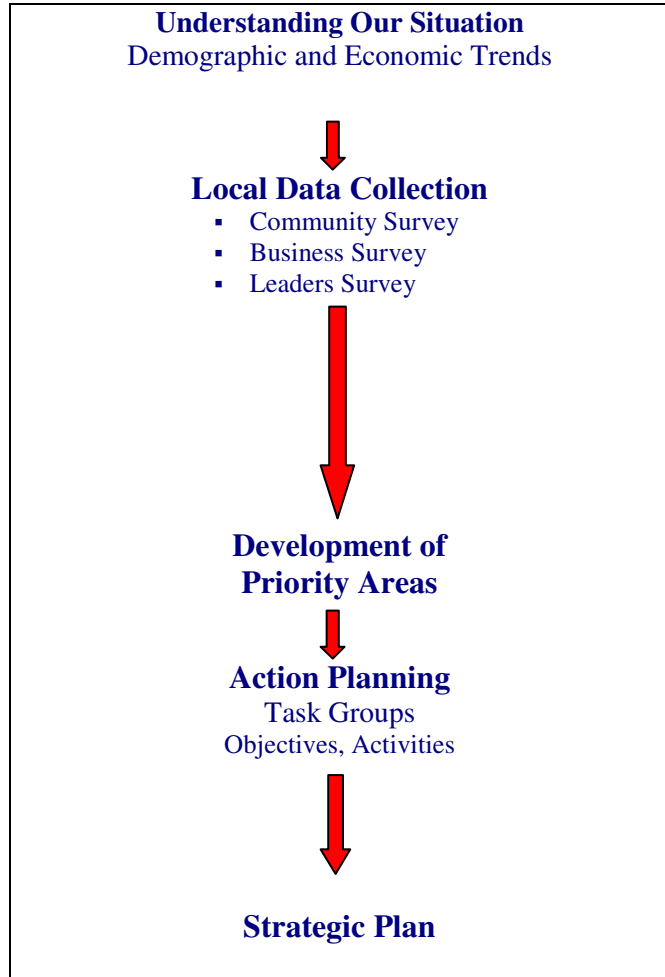 Understanding Our Situation
Demographic and Economic Trends
Local Data Collection
▪ Community Survey
▪ Business Survey
▪ Leaders Survey
Development of
Priority Areas
Action Planning
Task Groups
Objectives, Activities
Strategic Plan